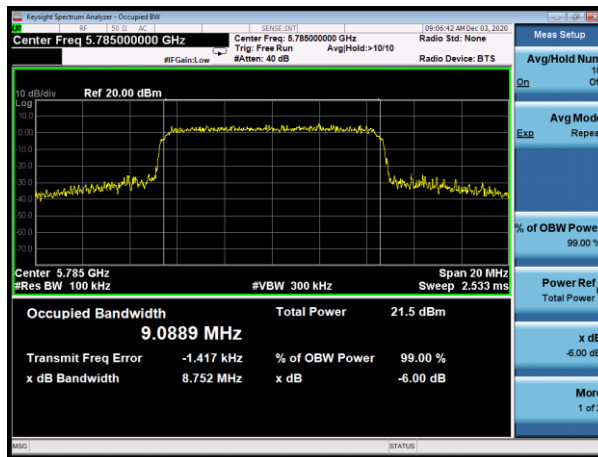 Keysight Spectrum Analyzer - Occupied BW
RF 50 Ω AC SENSE:INT 09:06:42 AM Dec 03, 2020
Center Freq 5.785000000 GHz
Center Freq: 5.785000000 GHz
Radio Std: None
Trig: Free Run Avg|Hold:>10/10
#IFGain:Low #Atten: 40 dB Radio Device: BTS
10 dB/div Ref 20.00 dBm
Log
10.0
0.00
-10.0
-20.0
-30.0
-40.0
-50.0
-60.0
-70.0
Center 5.785 GHz Span 20 MHz
#Res BW 100 kHz #VBW 300 kHz Sweep 2.533 ms
Occupied Bandwidth Total Power 21.5 dBm
9.0889 MHz
Transmit Freq Error -1.417 kHz % of OBW Power 99.00 %
x dB Bandwidth 8.752 MHz x dB -6.00 dB
MSG STATUS
Meas Setup
Avg/Hold Num
10
On Of
Avg Mode
Exp Repea
% of OBW Powe
99.00 %
Power Ref
Total Power
x dB
-6.00 dB
More
1 of 2